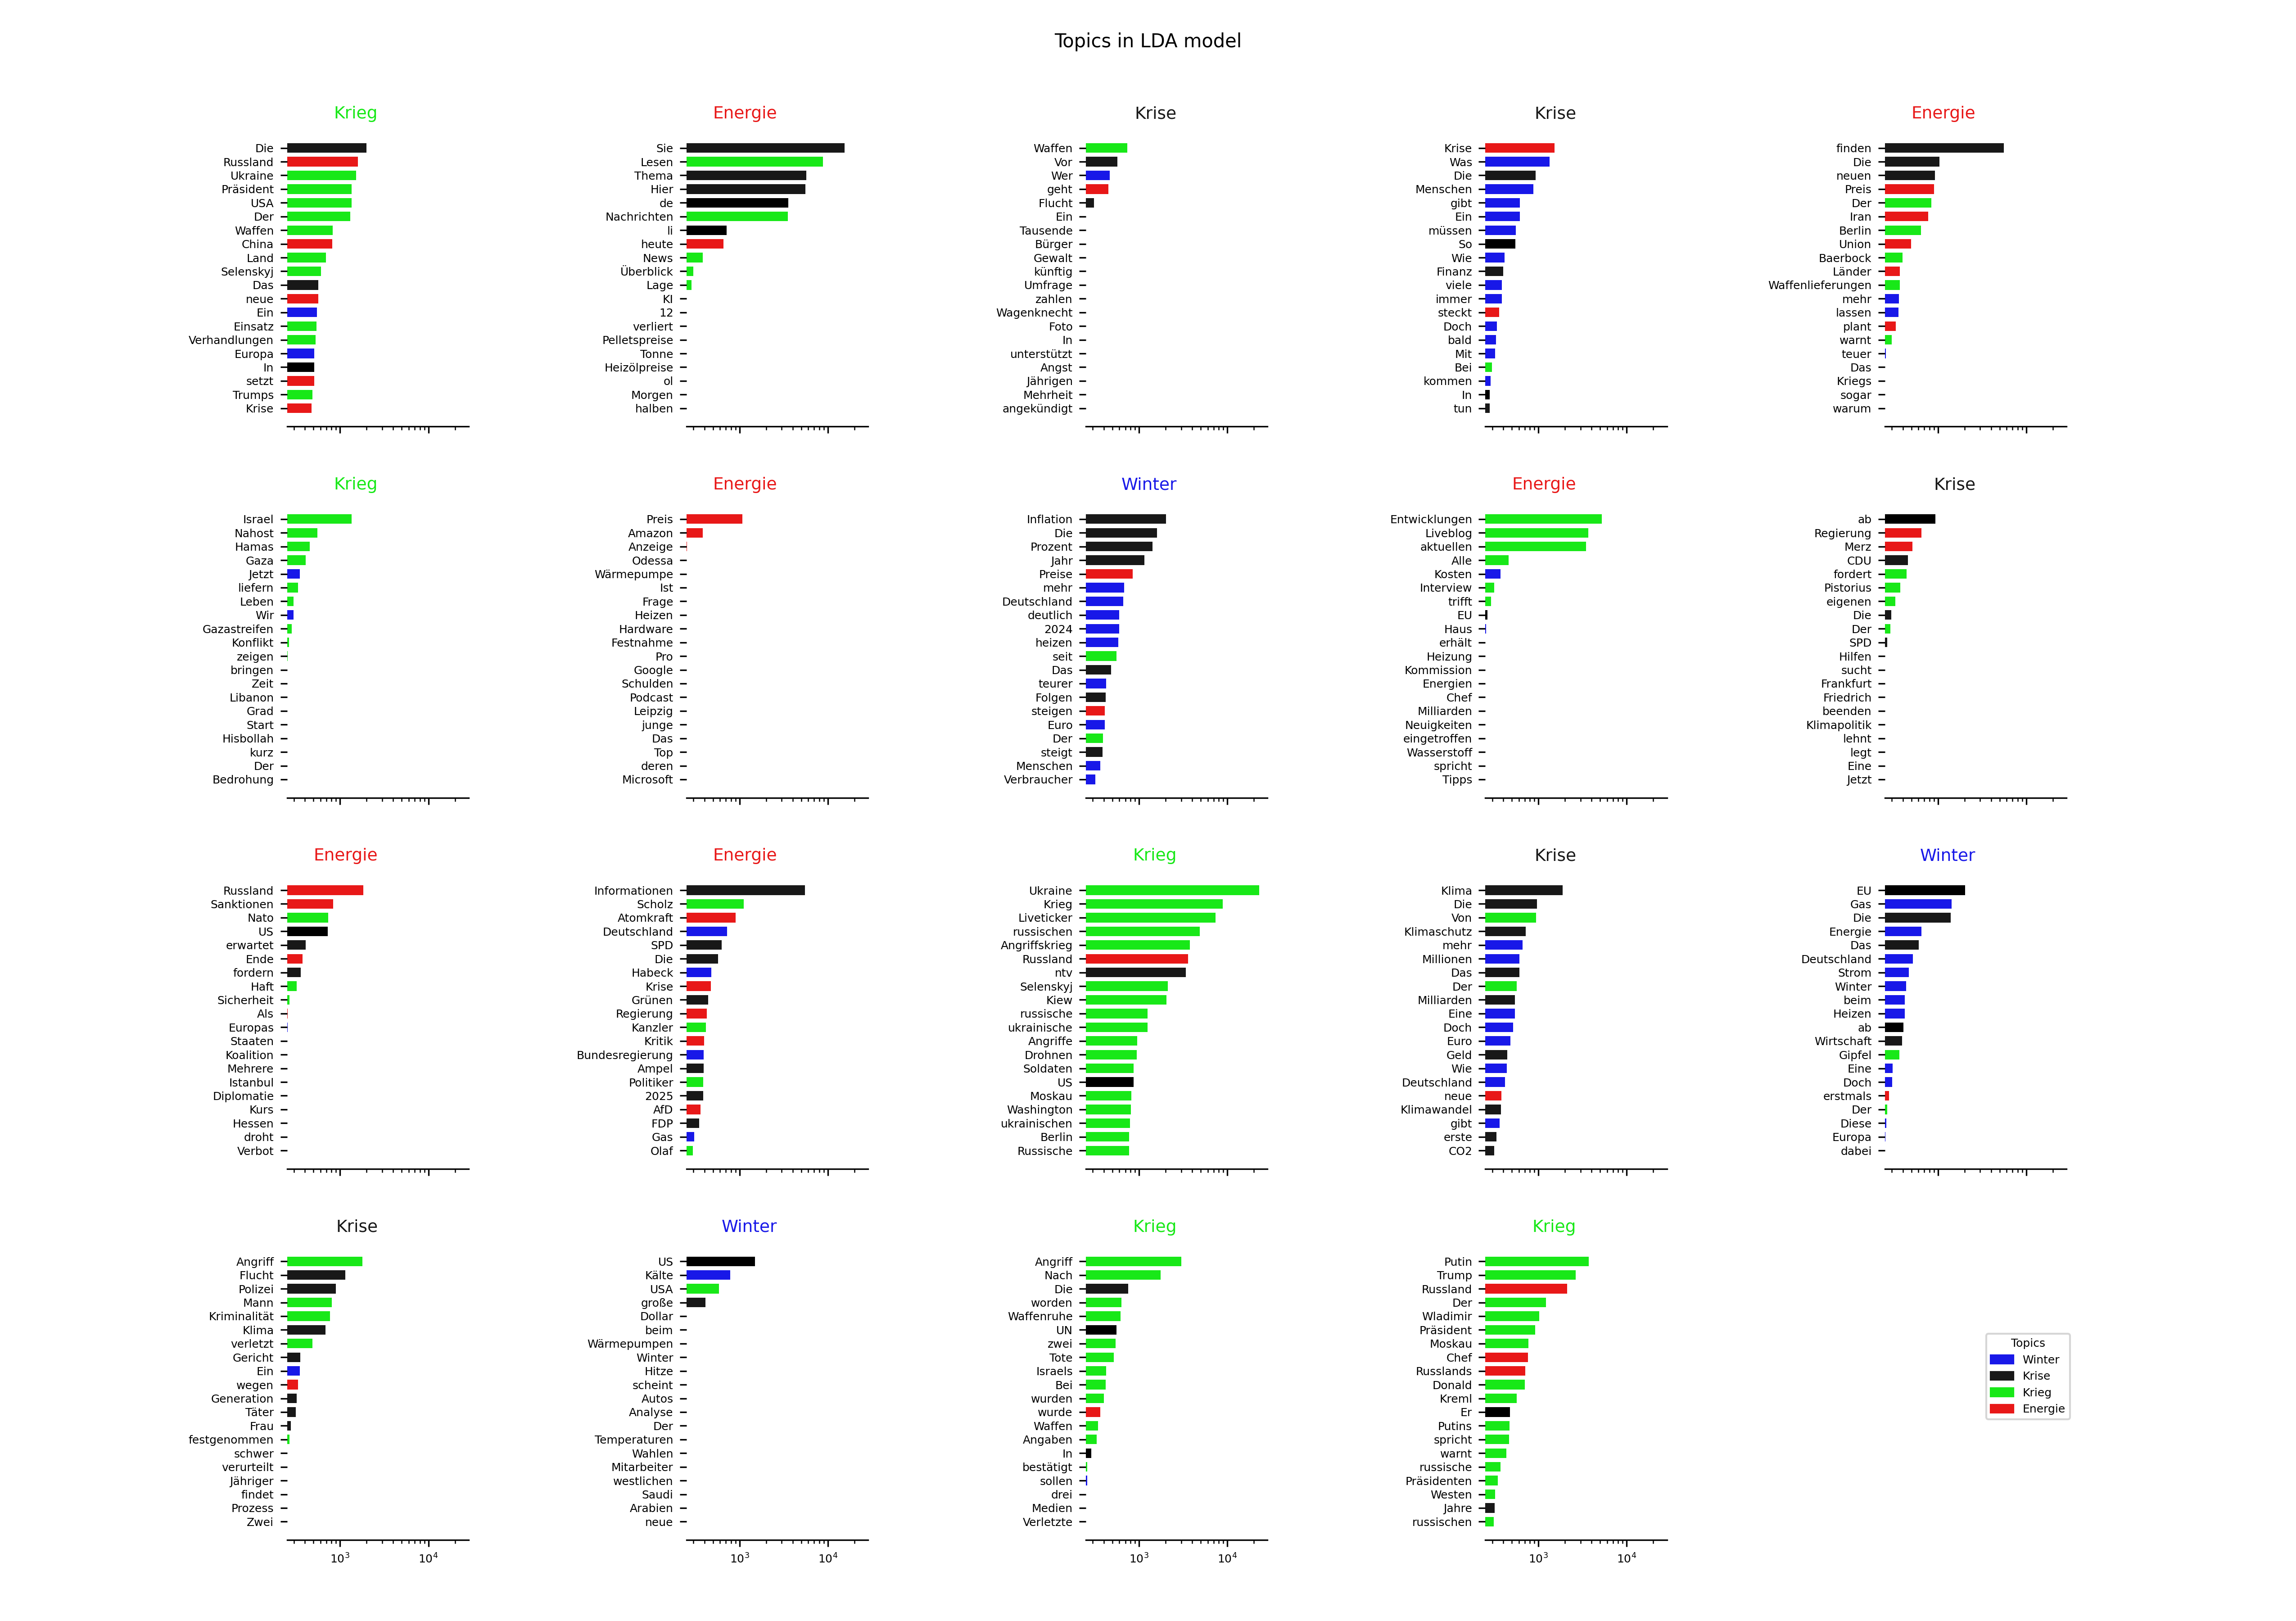 Topics in LDA model
Krieg
Die
Russland
Ukraine
Präsident
USA
Der
Waffen
China
Land
Selenskyj
Das
neue
Ein
Einsatz
Verhandlungen
Europa
In
setzt
Trumps
Krise
Energie
Sie
Lesen
Thema
Hier
de
Nachrichten
li
heute
News
Überblick
Lage
KI
12
verliert
Pelletspreise
Tonne
Heizölpreise
ol
Morgen
halben
Krise
Waffen
Vor
Wer
geht
Flucht
Ein
Tausende
Bürger
Gewalt
künftig
Umfrage
zahlen
Wagenknecht
Foto
In
unterstützt
Angst
Jährigen
Mehrheit
angekündigt
Krise
Krise
Was
Die
Menschen
gibt
Ein
müssen
So
Wie
Finanz
viele
immer
steckt
Doch
bald
Mit
Bei
kommen
In
tun
Energie
finden
Die
neuen
Preis
Der
Iran
Berlin
Union
Baerbock
Länder
Waffenlieferungen
mehr
lassen
plant
warnt
teuer
Das
Kriegs
sogar
warum
Krieg
Israel
Nahost
Hamas
Gaza
Jetzt
liefern
Leben
Wir
Gazastreifen
Konflikt
zeigen
bringen
Zeit
Libanon
Grad
Start
Hisbollah
kurz
Der
Bedrohung
Energie
Preis
Amazon
Anzeige
Odessa
Wärmepumpe
Ist
Frage
Heizen
Hardware
Festnahme
Pro
Google
Schulden
Podcast
Leipzig
junge
Das
Top
deren
Microsoft
Winter
Inflation
Die
Prozent
Jahr
Preise
mehr
Deutschland
deutlich
2024
heizen
seit
Das
teurer
Folgen
steigen
Euro
Der
steigt
Menschen
Verbraucher
Energie
Entwicklungen
Liveblog
aktuellen
Alle
Kosten
Interview
trifft
EU
Haus
erhält
Heizung
Kommission
Energien
Chef
Milliarden
Neuigkeiten
eingetroffen
Wasserstoff
spricht
Tipps
Krise
ab
Regierung
Merz
CDU
fordert
Pistorius
eigenen
Die
Der
SPD
Hilfen
sucht
Frankfurt
Friedrich
beenden
Klimapolitik
lehnt
legt
Eine
Jetzt
Energie
Russland
Sanktionen
Nato
US
erwartet
Ende
fordern
Haft
Sicherheit
Als
Europas
Staaten
Koalition
Mehrere
Istanbul
Diplomatie
Kurs
Hessen
droht
Verbot
Energie
Informationen
Scholz
Atomkraft
Deutschland
SPD
Die
Habeck
Krise
Grünen
Regierung
Kanzler
Kritik
Bundesregierung
Ampel
Politiker
2025
AfD
FDP
Gas
Olaf
Krieg
Ukraine
Krieg
Liveticker
russischen
Angriffskrieg
Russland
ntv
Selenskyj
Kiew
russische
ukrainische
Angriffe
Drohnen
Soldaten
US
Moskau
Washington
ukrainischen
Berlin
Russische
Krise
Klima
Die
Von
Klimaschutz
mehr
Millionen
Das
Der
Milliarden
Eine
Doch
Euro
Geld
Wie
Deutschland
neue
Klimawandel
gibt
erste
CO2
Winter
EU
Gas
Die
Energie
Das
Deutschland
Strom
Winter
beim
Heizen
ab
Wirtschaft
Gipfel
Eine
Doch
erstmals
Der
Diese
Europa
dabei
Krise
Angriff
Flucht
Polizei
Mann
Kriminalität
Klima
verletzt
Gericht
Ein
wegen
Generation
Täter
Frau
festgenommen
schwer
verurteilt
Jähriger
findet
Prozess
Zwei
10³ 10⁴
Winter
US
Kälte
USA
große
Dollar
beim
Wärmepumpen
Winter
Hitze
scheint
Autos
Analyse
Der
Temperaturen
Wahlen
Mitarbeiter
westlichen
Saudi
Arabien
neue
10³ 10⁴
Krieg
Angriff
Nach
Die
worden
Waffenruhe
UN
zwei
Tote
Israels
Bei
wurden
wurde
Waffen
Angaben
In
bestätigt
sollen
drei
Medien
Verletzte
10³ 10⁴
Krieg
Putin
Trump
Russland
Der
Wladimir
Präsident
Moskau
Chef
Russlands
Donald
Kreml
Er
Putins
spricht
warnt
russische
Präsidenten
Westen
Jahre
russischen
10³ 10⁴
Topics
Winter
Krise
Krieg
Energie